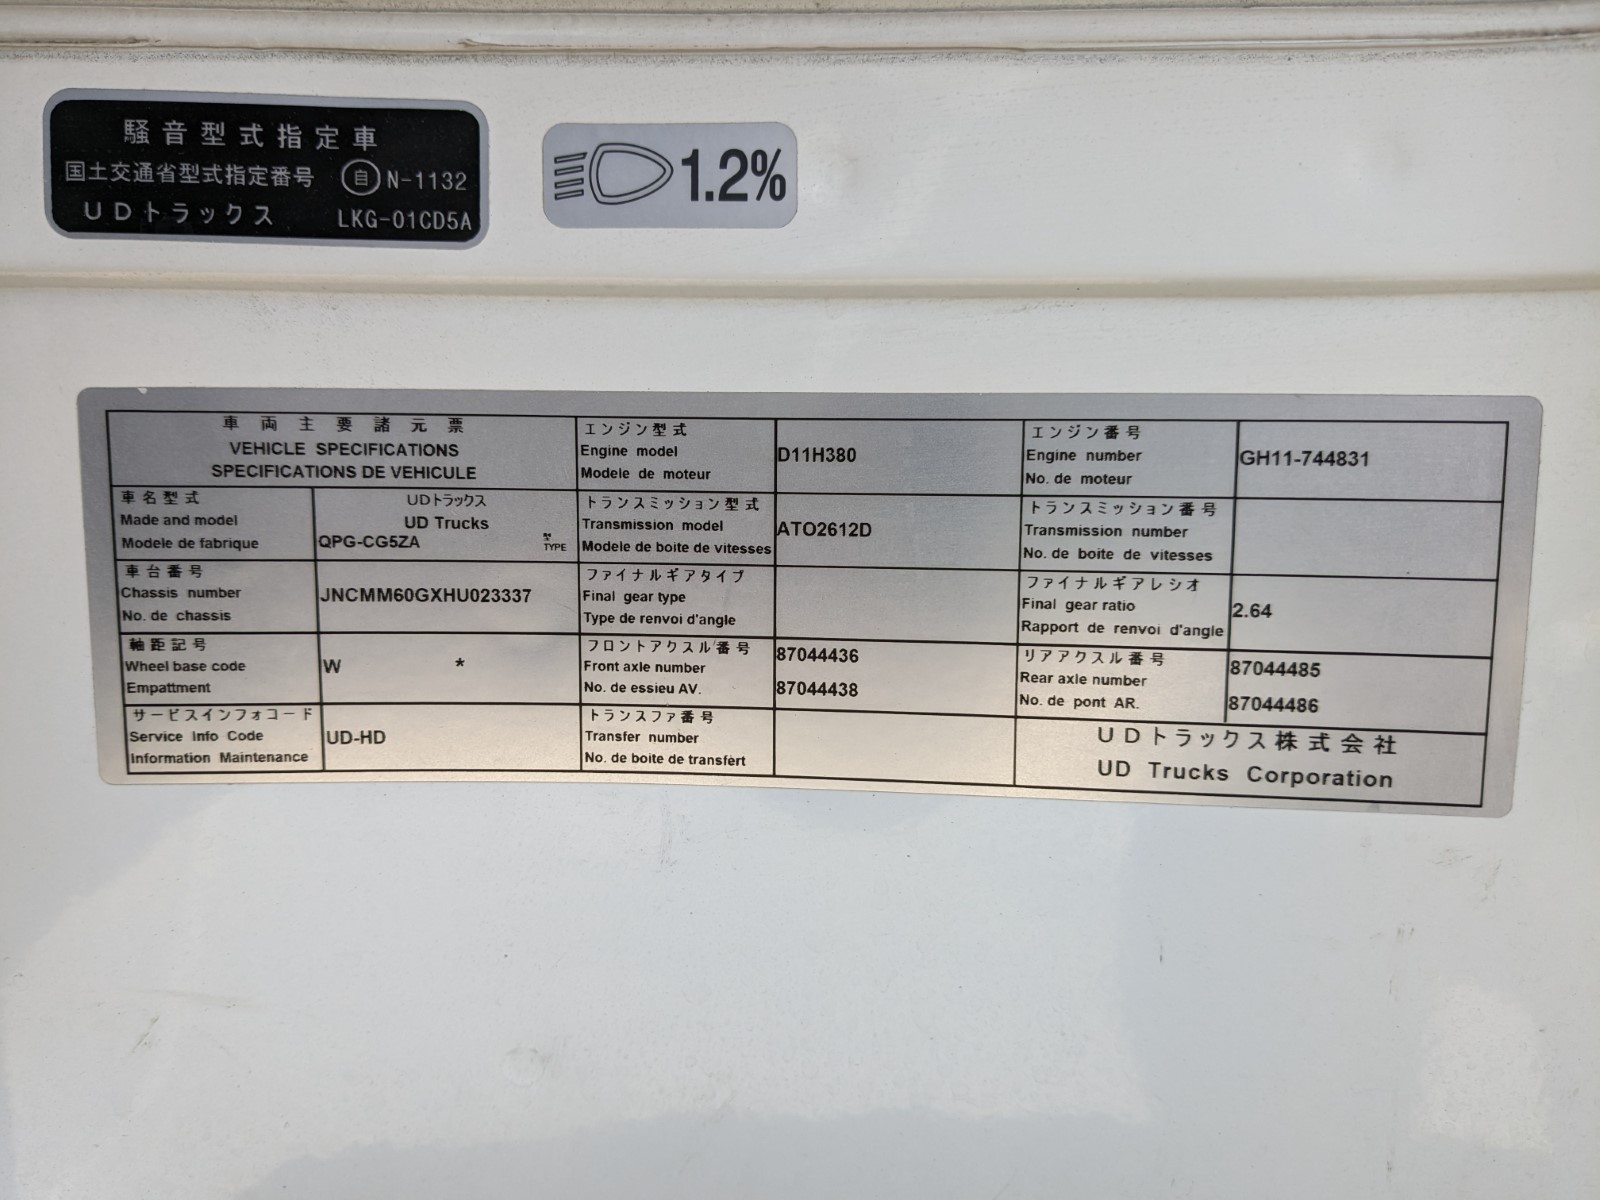 騒音型式指定車
国土交通省型式指定番号 自 N-1132
UDトラックス LKG-01CD5A
1.2%
車両主要諸元票
VEHICLE SPECIFICATIONS
SPECIFICATIONS DE VEHICULE
エンジン型式
Engine model
Modele de moteur
D11H380
エンジン番号
Engine number
No. de moteur
GH11-744831
車名型式
Made and model
Modele de fabrique
UDトラックス
UD Trucks
QPG-CG5ZA
型
TYPE
トランスミッション型式
Transmission model
Modele de boite de vitesses
ATO2612D
トランスミッション番号
Transmission number
No. de boite de vitesses
車台番号
Chassis number
No. de chassis
JNCMM60GXHU023337
ファイナルギアタイプ
Final gear type
Type de renvoi d'angle
ファイナルギアレシオ
Final gear ratio
Rapport de renvoi d'angle
2.64
軸距記号
Wheel base code
Empattment
W *
フロントアクスル番号
Front axle number
No. de essieu AV.
87044436
87044438
リアアクスル番号
Rear axle number
No. de pont AR.
87044485
87044486
サービスインフォコード
Service Info Code
Information Maintenance
UD-HD
トランスファ番号
Transfer number
No. de boite de transfert
UDトラックス株式会社
UD Trucks Corporation